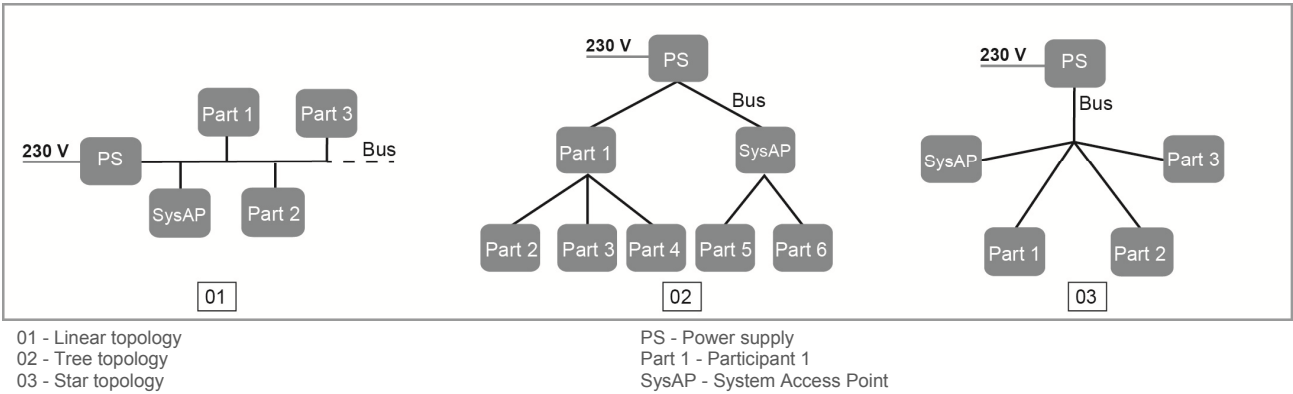 230 V
PS
Part 1
Part 3
Bus
SysAP
Part 2
01
230 V
PS
Bus
Part 1
SysAP
Part 2
Part 3
Part 4
Part 5
Part 6
02
230 V
PS
Bus
SysAP
Part 3
Part 1
Part 2
03
01 - Linear topology
02 - Tree topology
03 - Star topology
PS - Power supply
Part 1 - Participant 1
SysAP - System Access Point